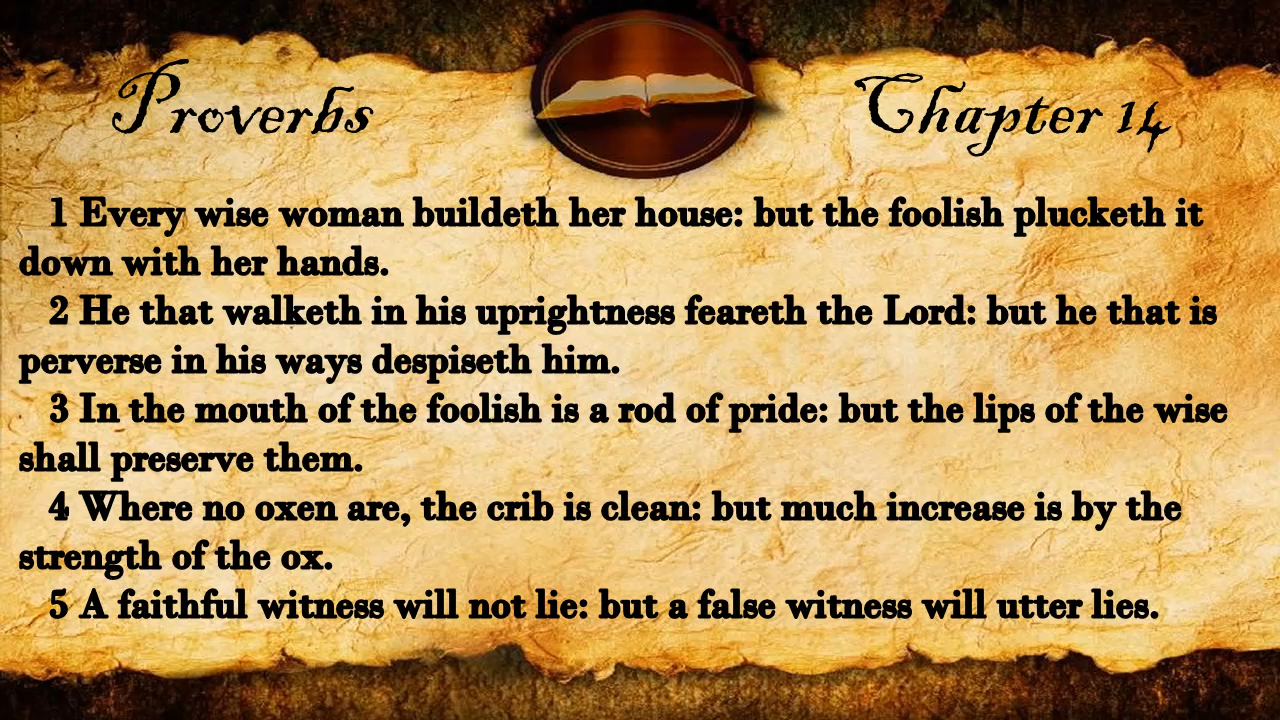 Proverbs Chapter 14
1 Every wise woman buildeth her house: but the foolish plucketh it
down with her hands.
2 He that walketh in his uprightness feareth the Lord: but he that is
perverse in his ways despiseth him.
3 In the mouth of the foolish is a rod of pride: but the lips of the wise
shall preserve them.
4 Where no oxen are, the crib is clean: but much increase is by the
strength of the ox.
5 A faithful witness will not lie: but a false witness will utter lies.